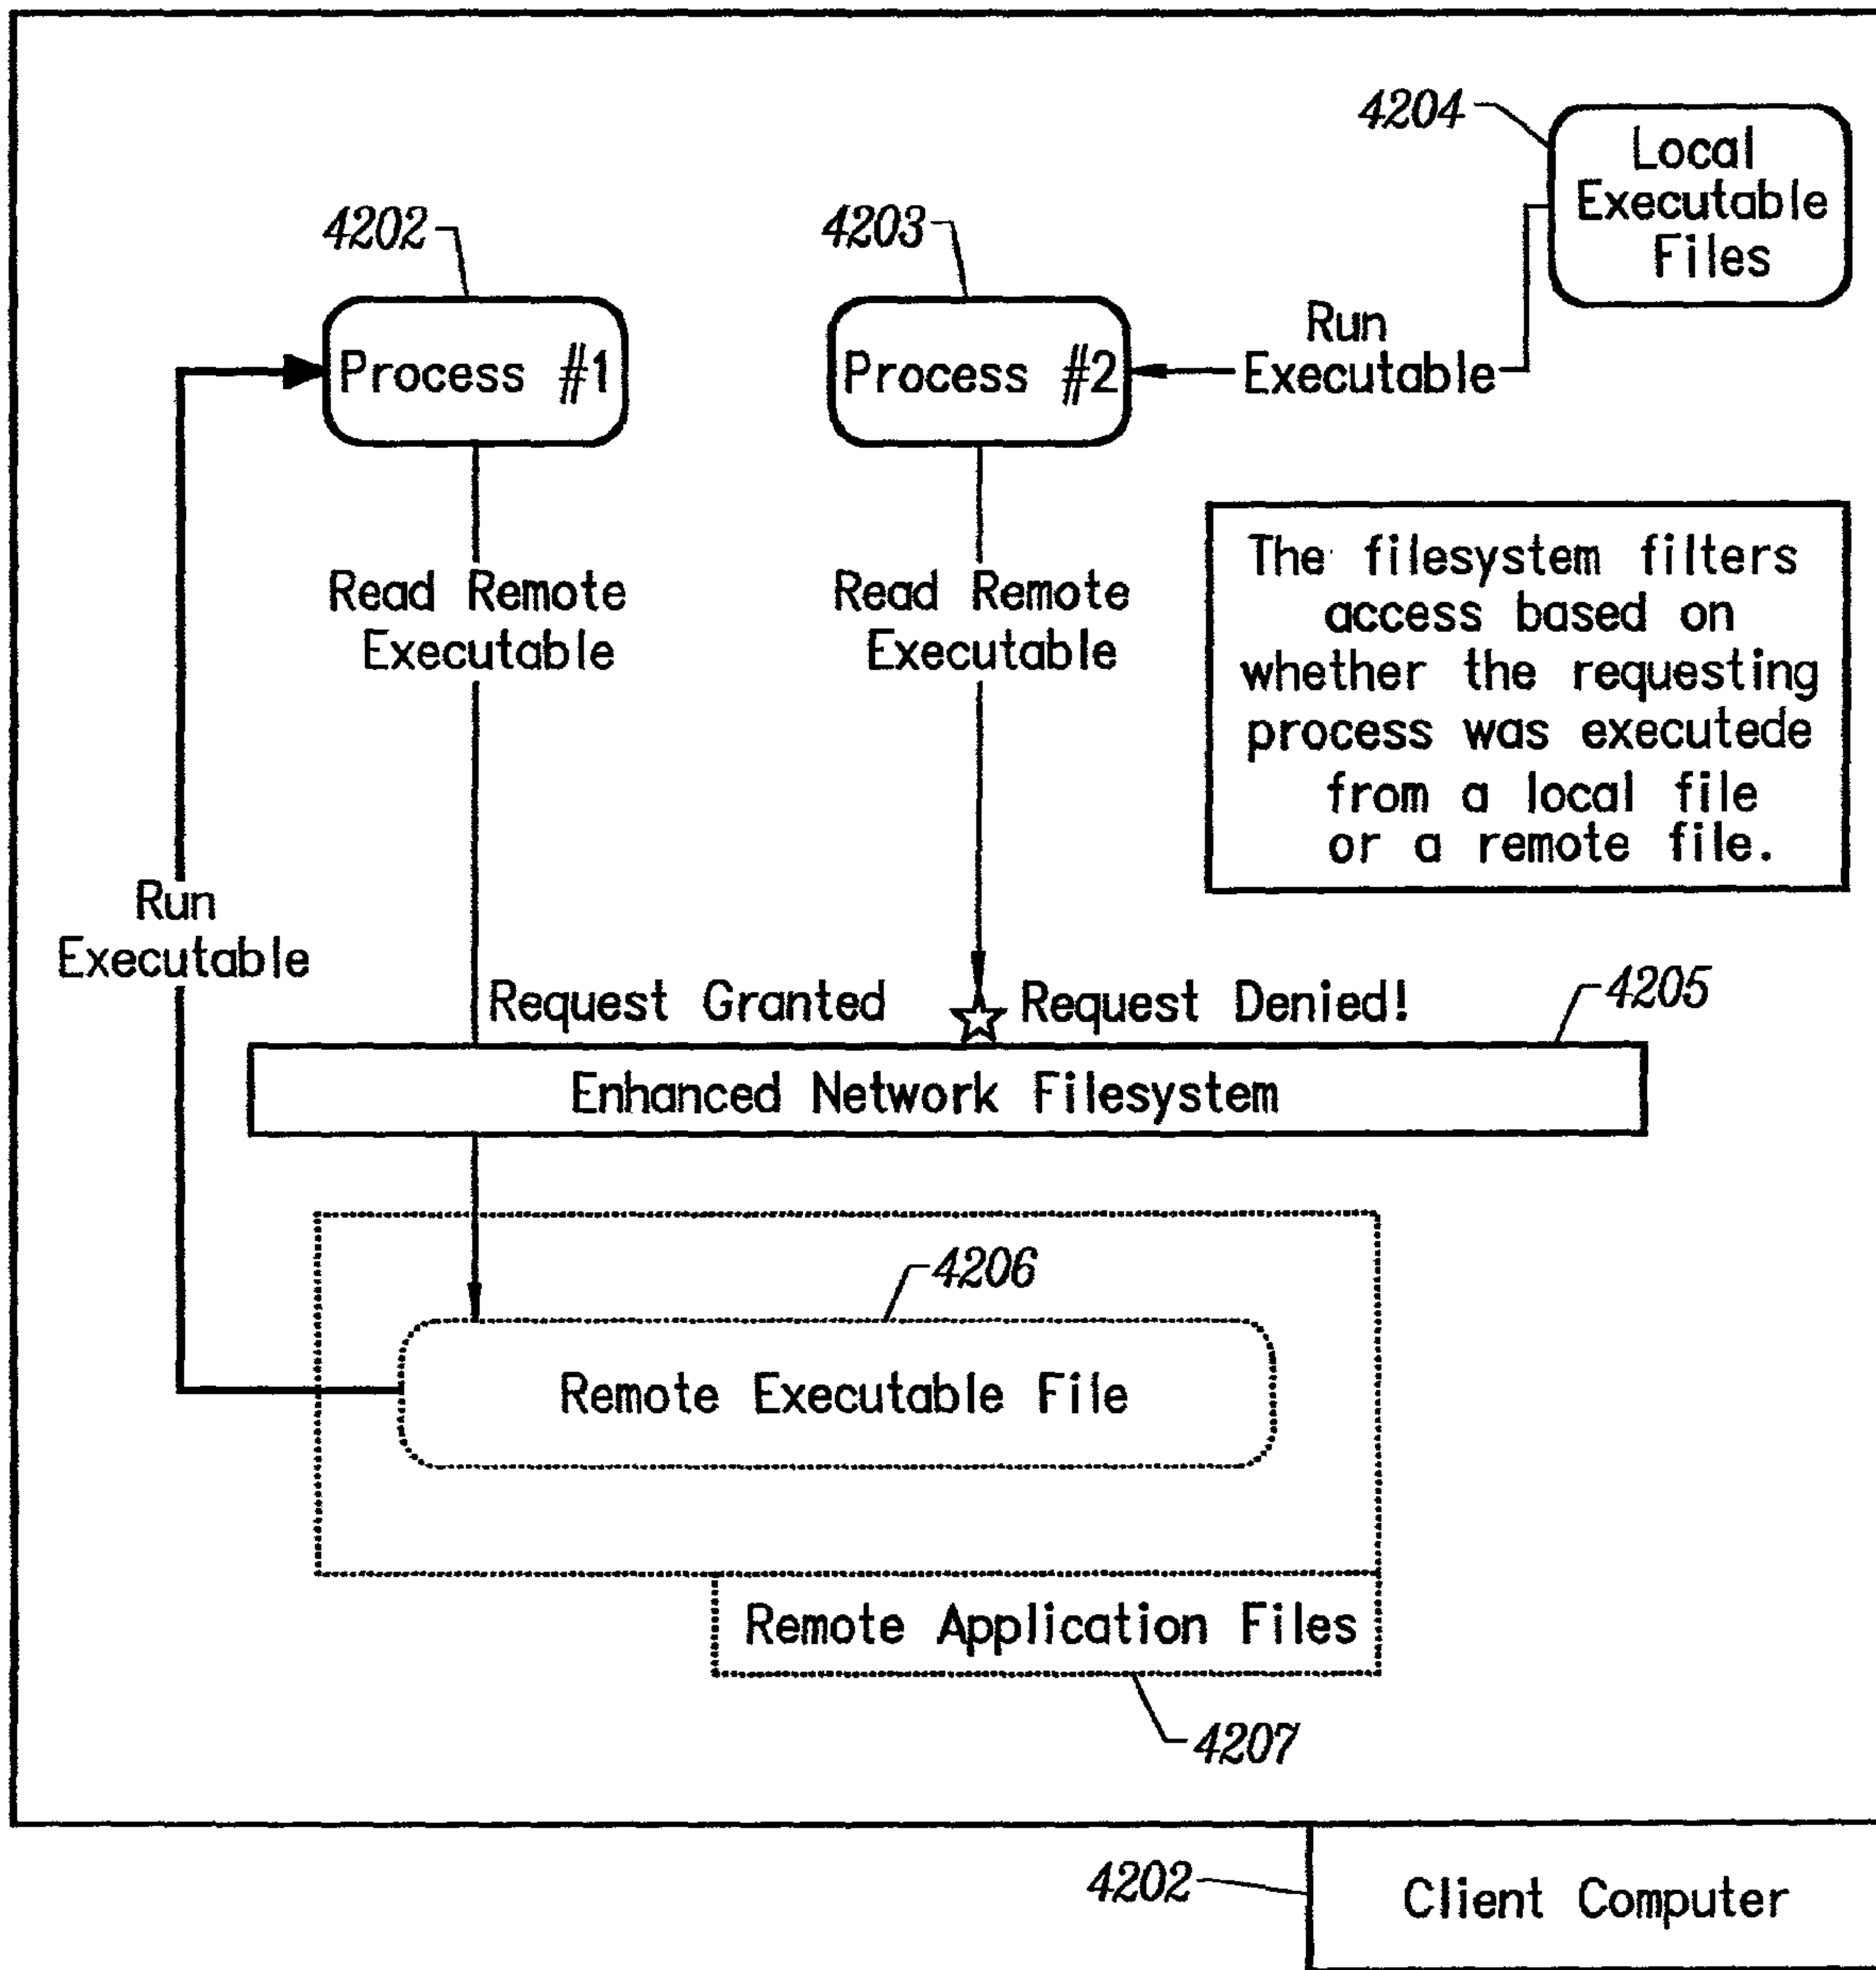 4204
Local
Executable
Files
4202
4203
Process #1
Process #2
Run
Executable
Read Remote
Executable
Read Remote
Executable
The filesystem filters
access based on
whether the requesting
process was executede
from a local file
or a remote file.
Run
Executable
Request Granted
Request Denied!
4205
Enhanced Network Filesystem
4206
Remote Executable File
Remote Application Files
4207
4202
Client Computer